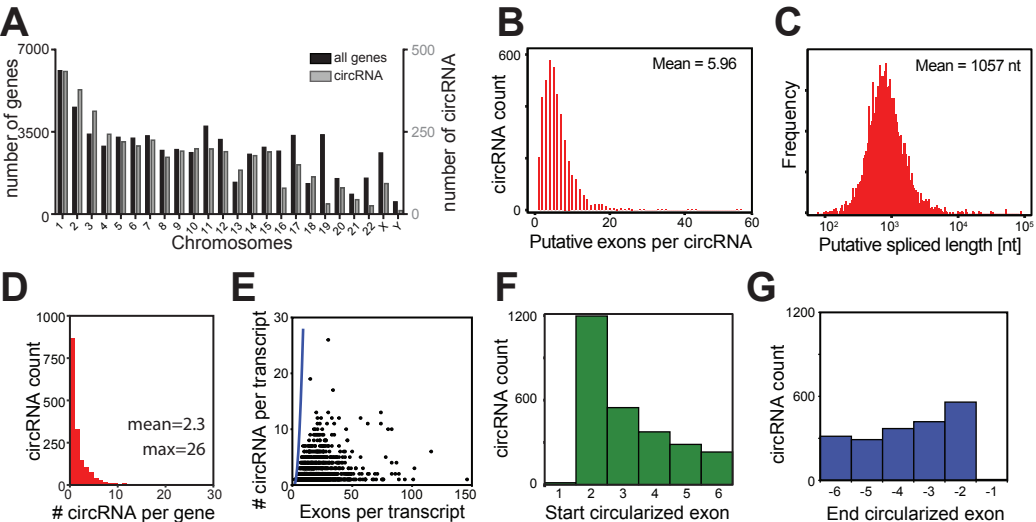 A
7000
3500
0
number of genes
all genes
circRNA
500
250
0
number of circRNA
1 2 3 4 5 6 7 8 9 10 11 12 13 14 15 16 17 18 19 20 21 22 X Y
Chromosomes
B
600
0
circRNA count
Mean = 5.96
0 20 40 60
Putative exons per circRNA
C
Frequency
Mean = 1057 nt
10² 10³ 10⁴ 10⁵
Putative spliced length [nt]
D
1000
750
500
250
0
circRNA count
mean=2.3
max=26
0 10 20 30
# circRNA per gene
E
30
20
10
0
# circRNA per transcript
0 50 100 150
Exons per transcript
F
1200
600
0
circRNA count
1 2 3 4 5 6
Start circularized exon
G
1200
600
0
circRNA count
-6 -5 -4 -3 -2 -1
End circularized exon